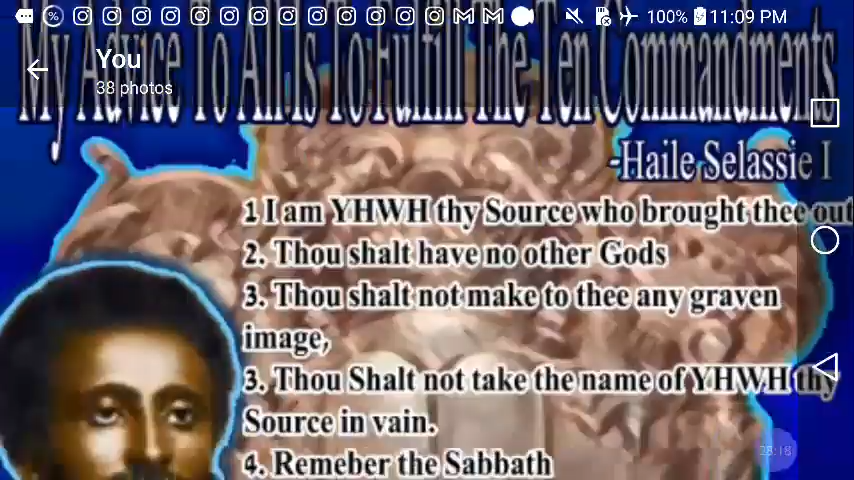 100% 11:09 PM
You
38 photos
My Advice To All Is To Fulfill The Ten Commandments
-Haile Selassie I
1 I am YHWH thy Source who brought thee out
2. Thou shalt have no other Gods
3. Thou shalt not make to thee any graven
image,
3. Thou Shalt not take the name of YHWH thy
Source in vain.
4. Remeber the Sabbath
23:18